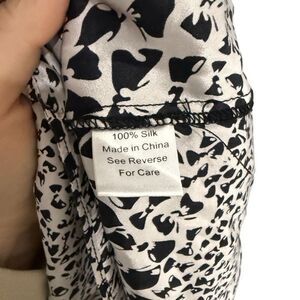 100% Silk
Made in China
See Reverse
For Care